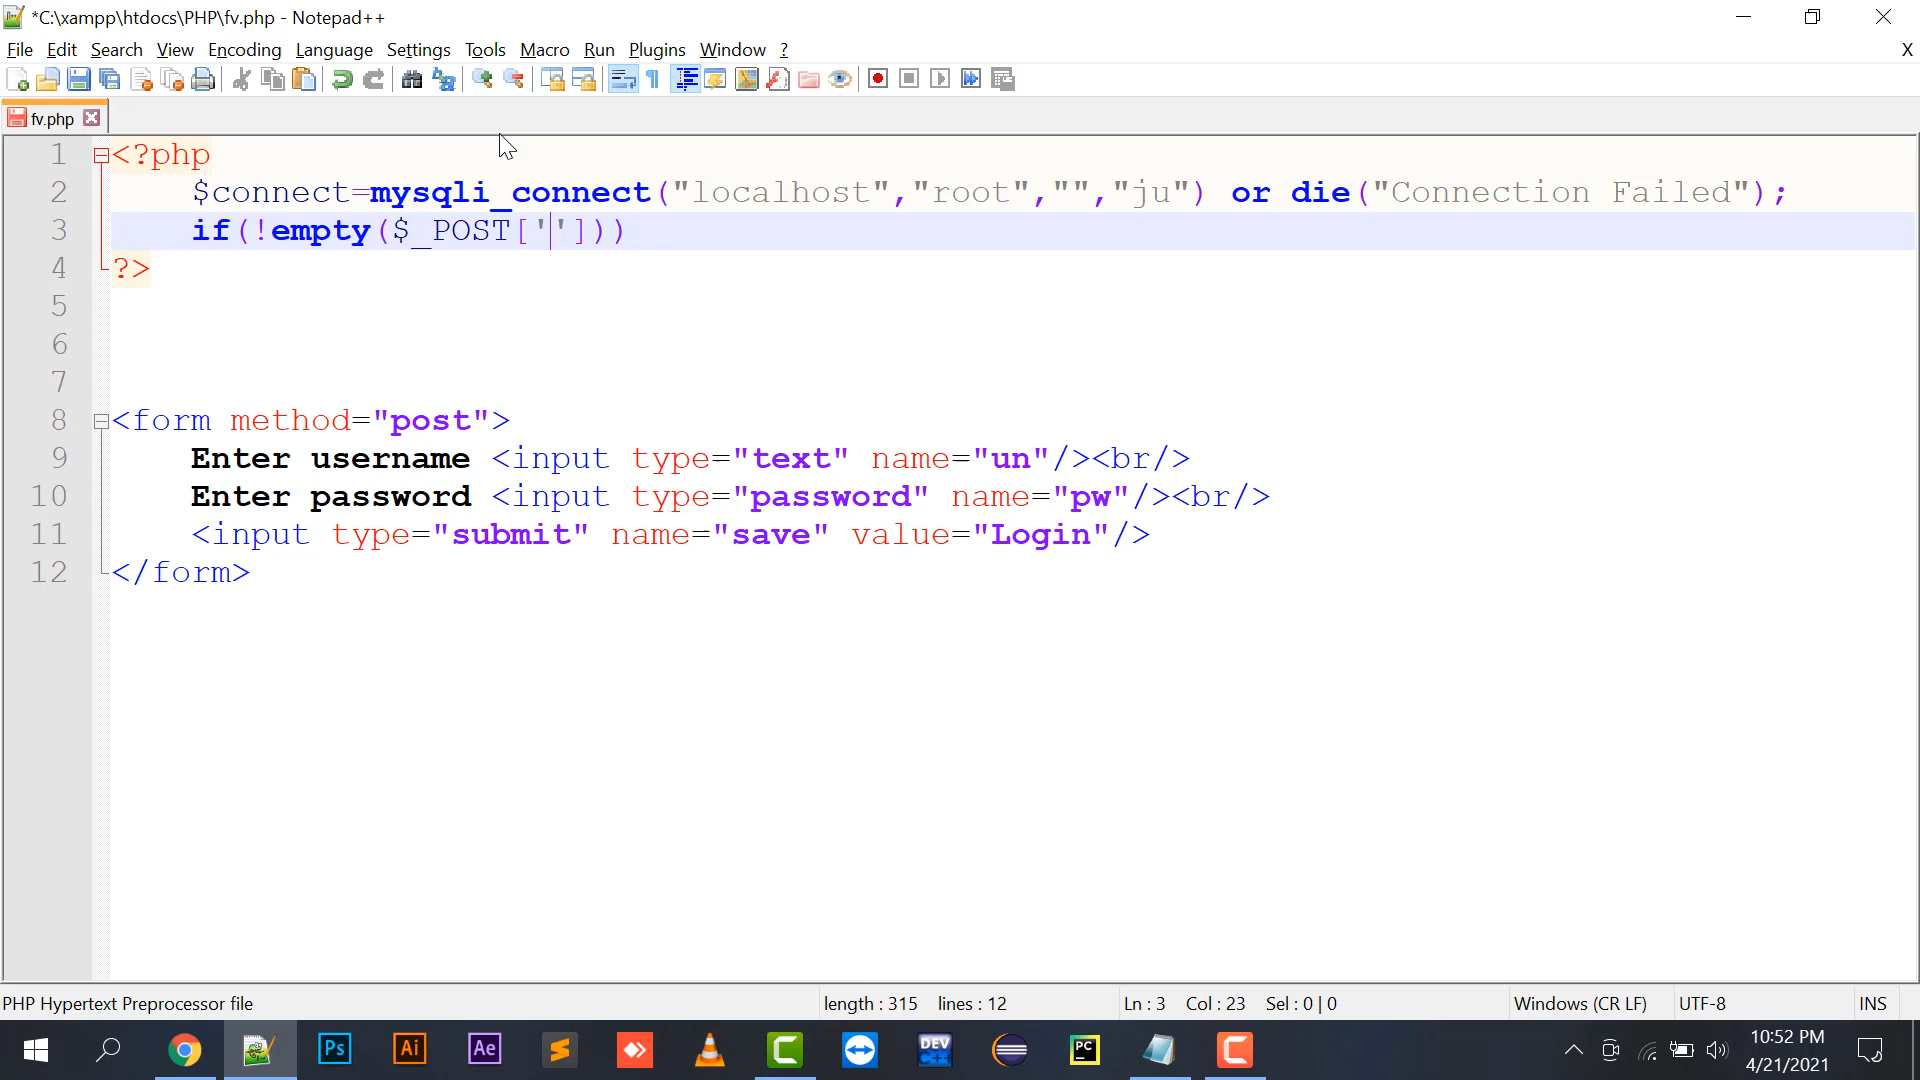 *C:\xampp\htdocs\PHP\fv.php - Notepad++
File Edit Search View Encoding Language Settings Tools Macro Run Plugins Window ? X
fv.php
1 <?php
2 $connect=mysqli_connect("localhost","root","","ju") or die("Connection Failed");
3 if(!empty($_POST['']))
4 ?>
5
6
7
8 <form method="post">
9 Enter username <input type="text" name="un"/><br/>
10 Enter password <input type="password" name="pw"/><br/>
11 <input type="submit" name="save" value="Login"/>
12 </form>
PHP Hypertext Preprocessor file length : 315 lines : 12 Ln : 3 Col : 23 Sel : 0 | 0 Windows (CR LF) UTF-8 INS
Ps Ai Ae DEV C++ PC
10:52 PM
4/21/2021